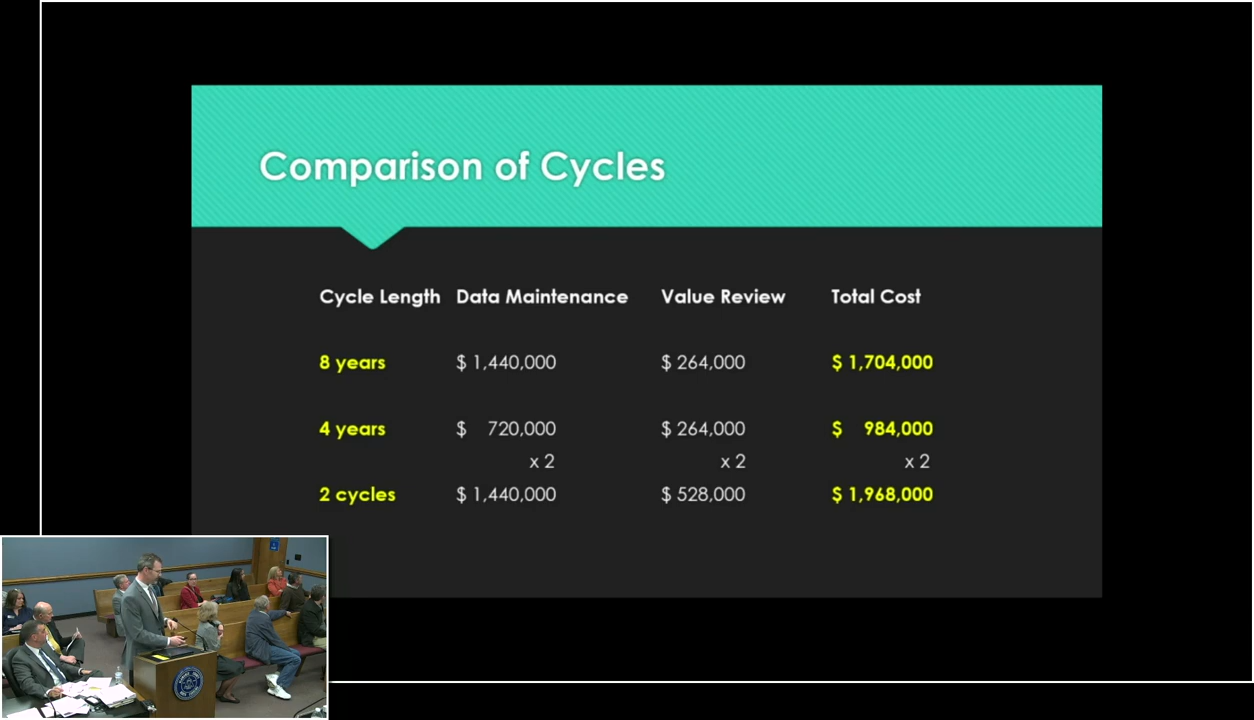 Comparison of Cycles
Cycle Length Data Maintenance Value Review Total Cost
8 years $ 1,440,000 $ 264,000 $ 1,704,000
4 years $ 720,000 $ 264,000 $ 984,000
x 2 x 2 x 2
2 cycles $ 1,440,000 $ 528,000 $ 1,968,000